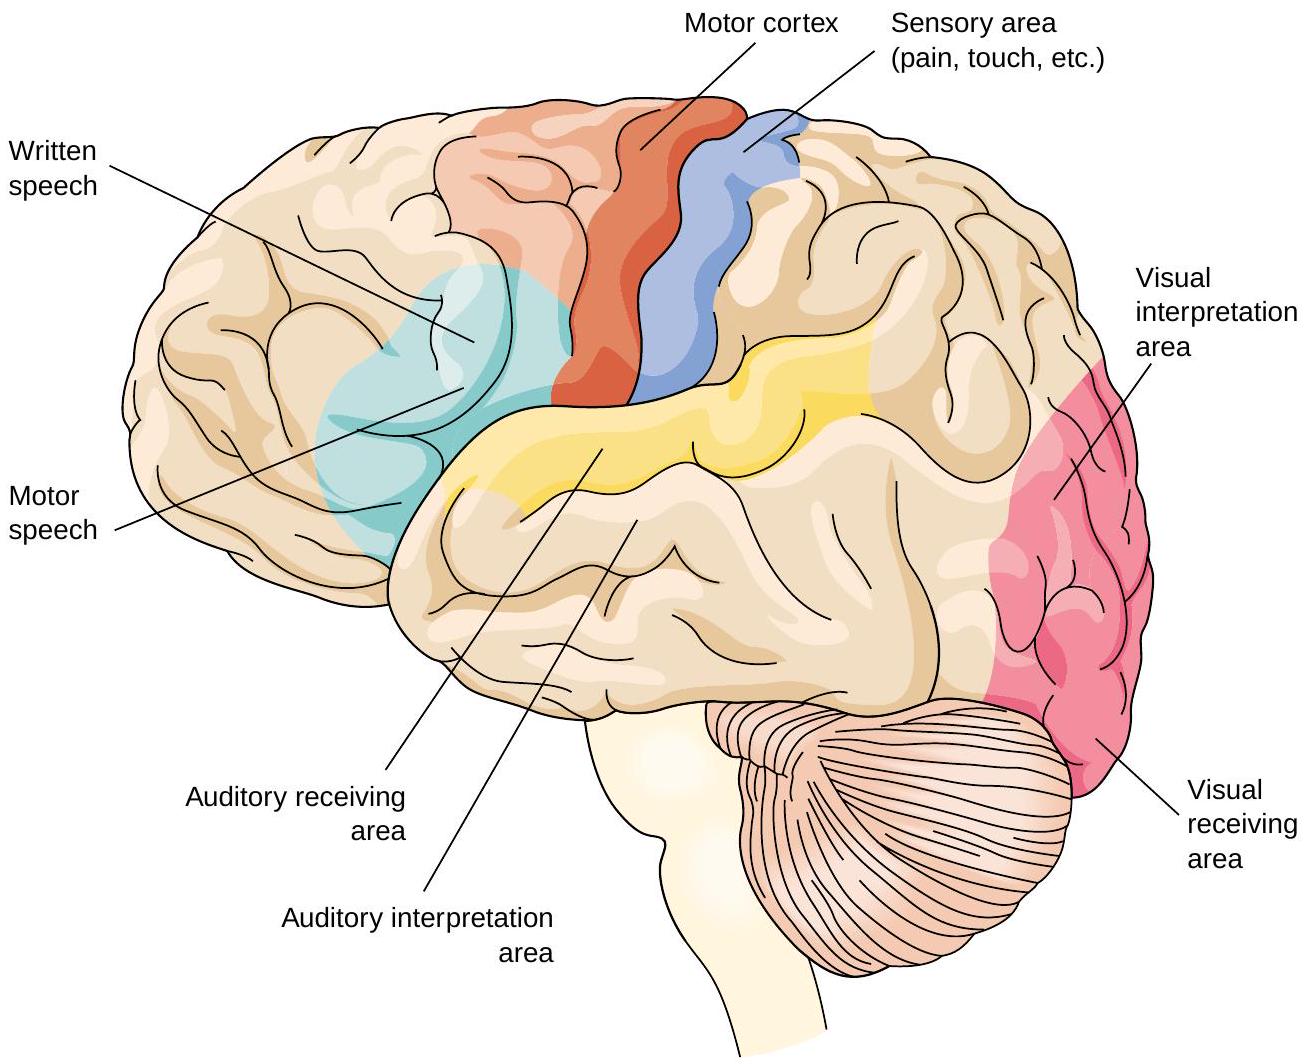 Motor cortex
Sensory area
(pain, touch, etc.)
Written
speech
Visual
interpretation
area
Motor
speech
Auditory receiving
area
Visual
receiving
area
Auditory interpretation
area